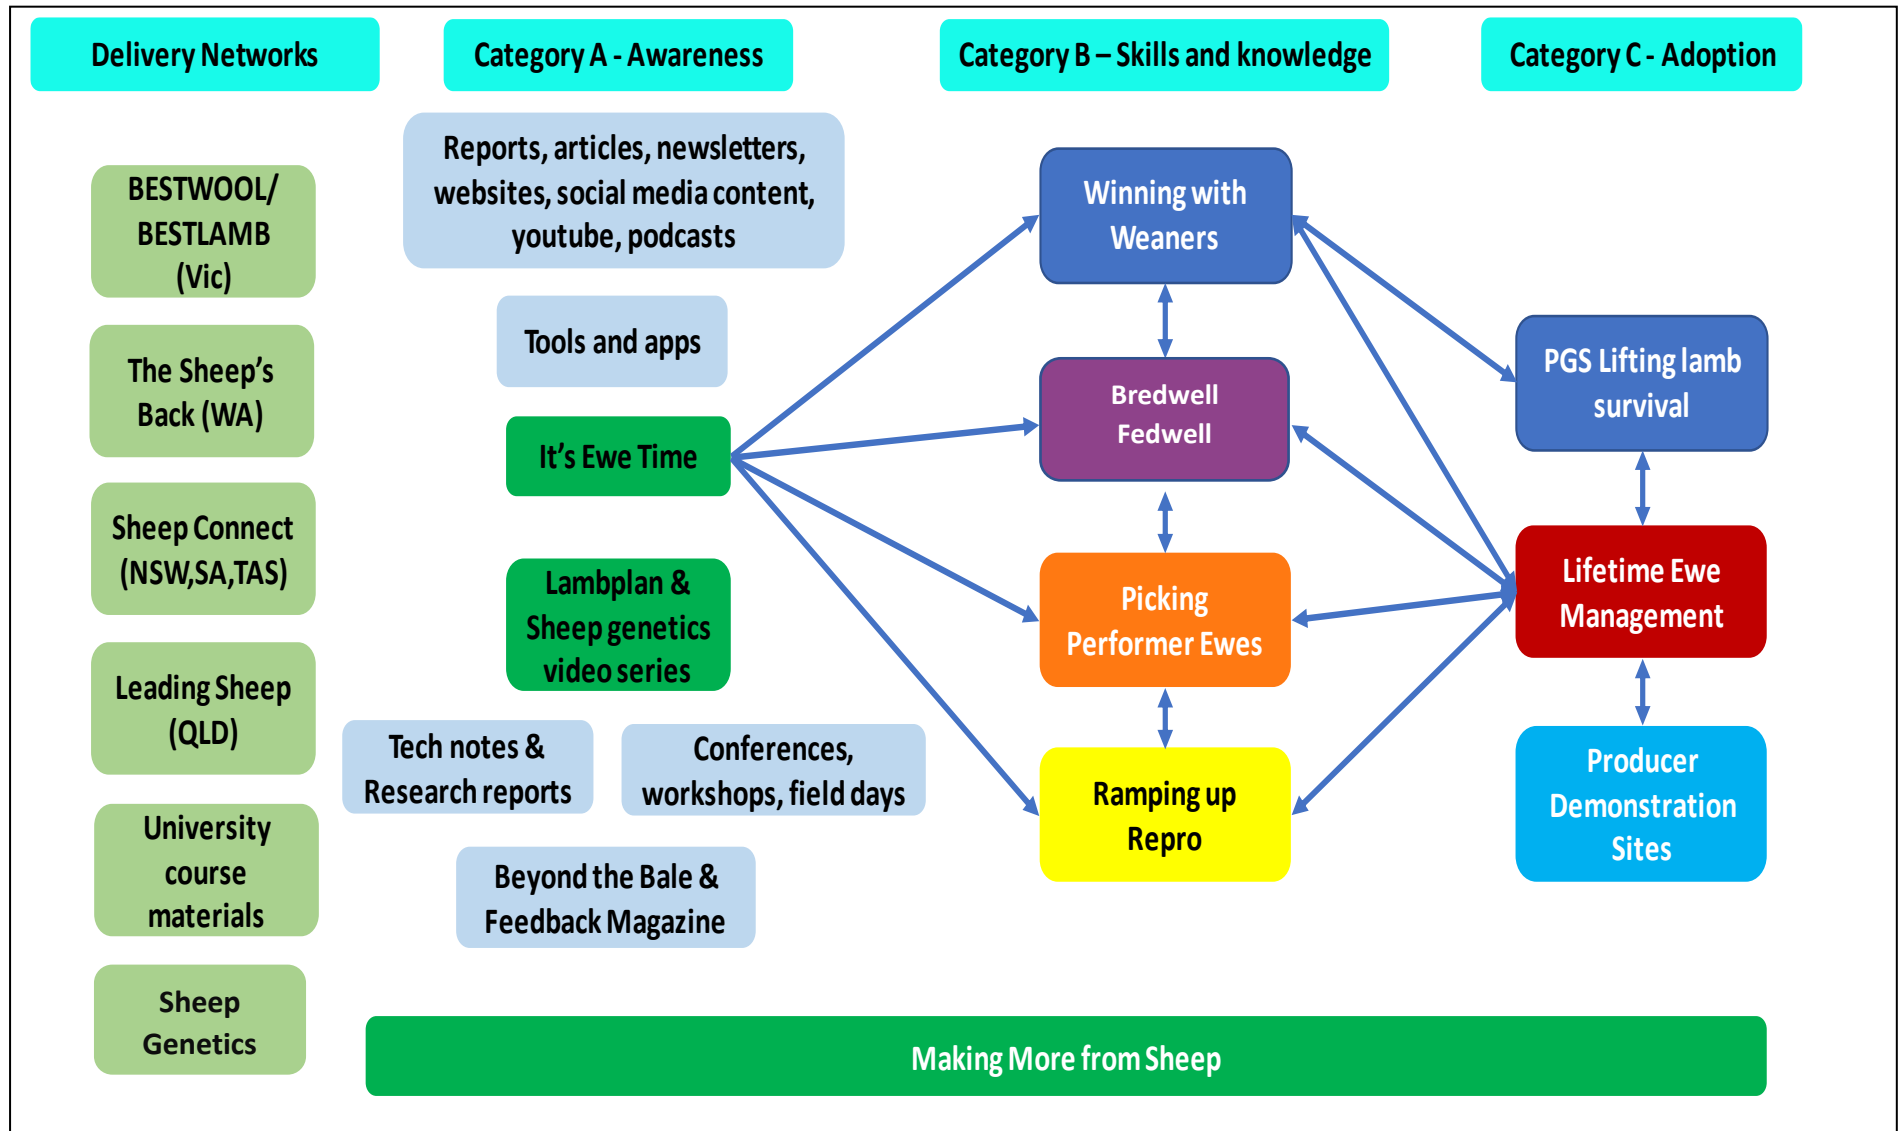 Delivery Networks
Category A - Awareness
Category B – Skills and knowledge
Category C - Adoption
BESTWOOL/
BESTLAMB
(Vic)
The Sheep's
Back (WA)
Sheep Connect
(NSW,SA,TAS)
Leading Sheep
(QLD)
University
course
materials
Sheep
Genetics
Reports, articles, newsletters,
websites, social media content,
youtube, podcasts
Tools and apps
It's Ewe Time
Lambplan &
Sheep genetics
video series
Tech notes &
Research reports
Conferences,
workshops, field days
Beyond the Bale &
Feedback Magazine
Winning with
Weaners
Bredwell
Fedwell
Picking
Performer Ewes
Ramping up
Repro
PGS Lifting lamb
survival
Lifetime Ewe
Management
Producer
Demonstration
Sites
Making More from Sheep